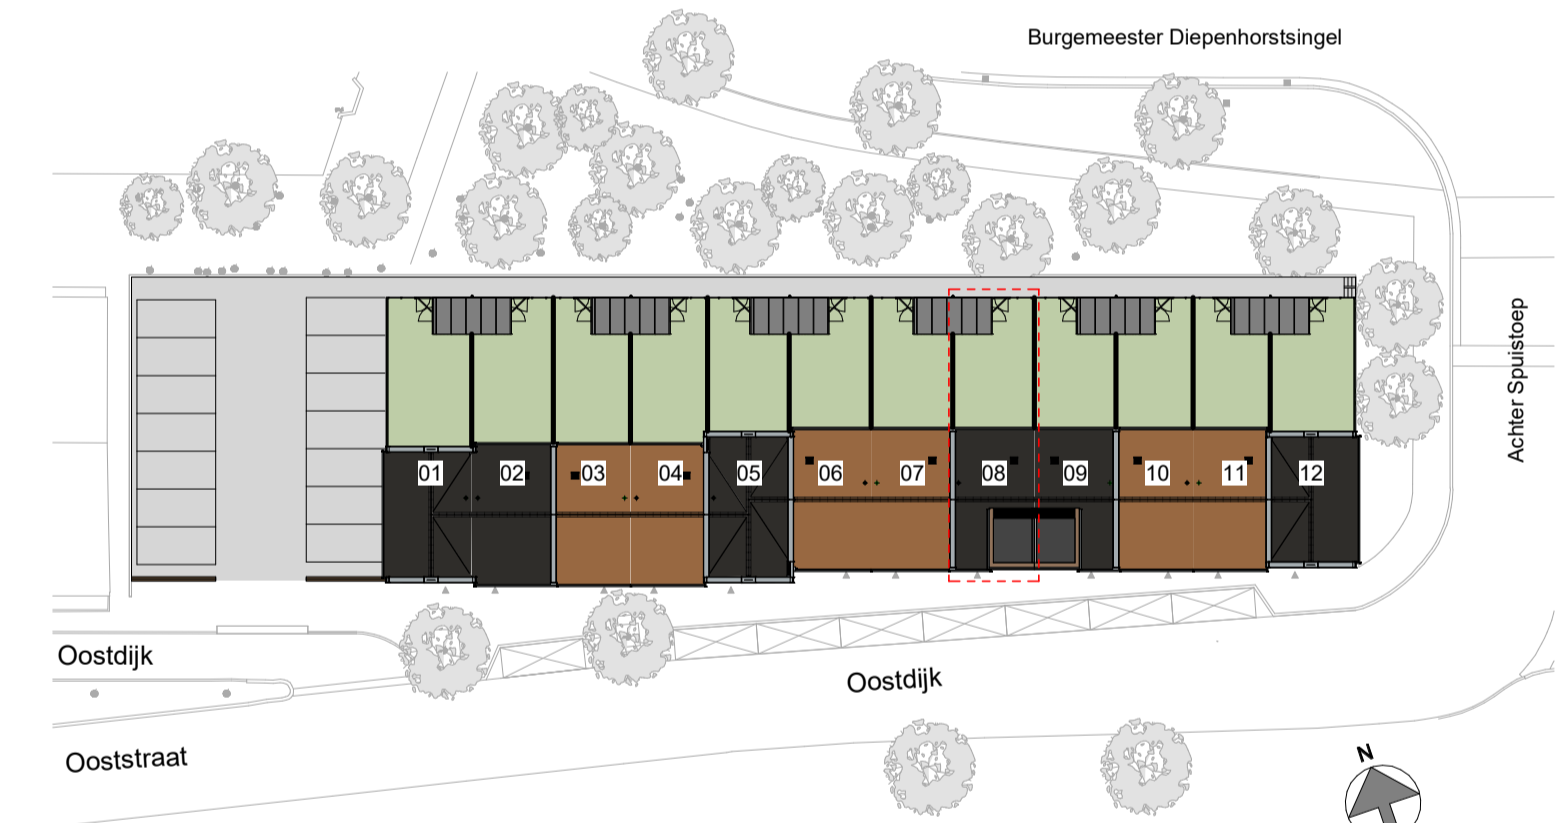 Burgemeester Diepenhorstsingel
Achter Spuistoep
01 02 03 04 05 06 07 08 09 10 11 12
Oostdijk
Oostdijk
Ooststraat
N